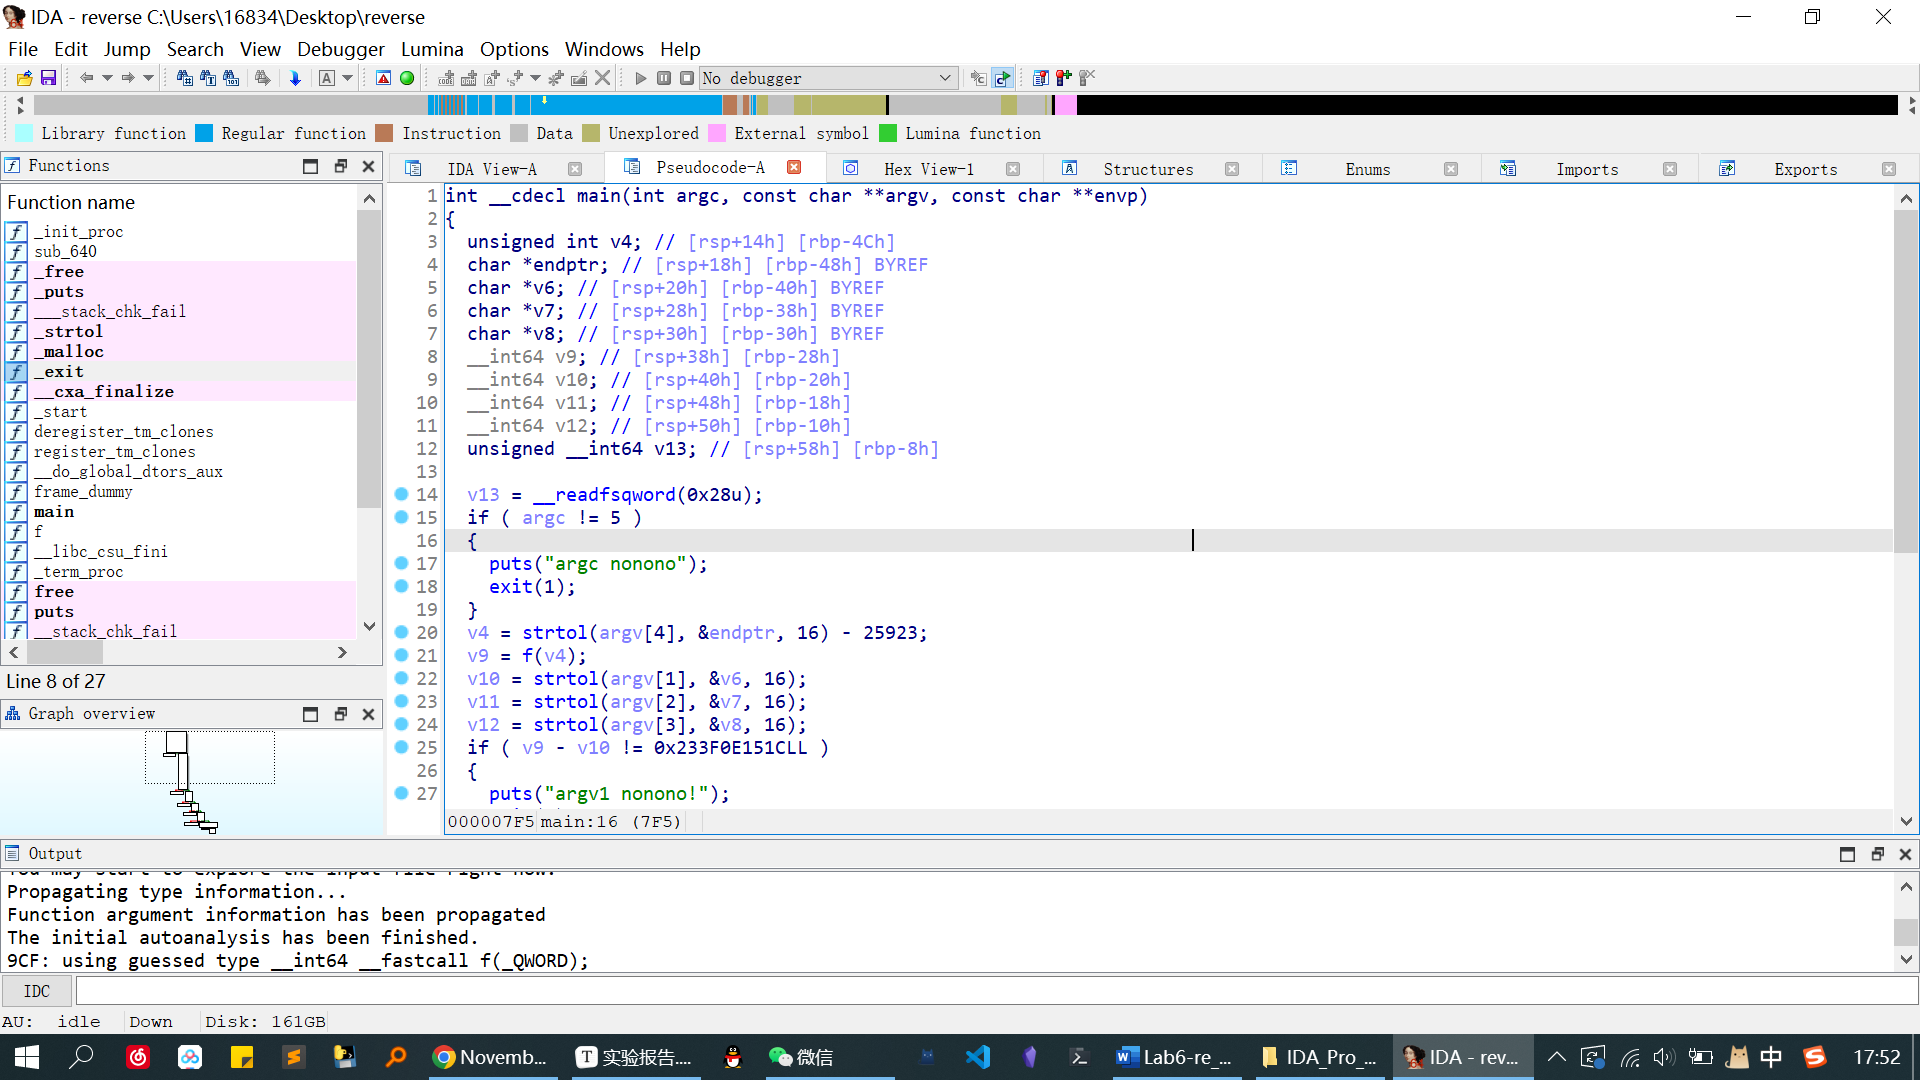 IDA - reverse C:\Users\16834\Desktop\reverse
File Edit Jump Search View Debugger Lumina Options Windows Help
No debugger
Library function Regular function Instruction Data Unexplored External symbol Lumina function
Functions
Function name
_init_proc
sub_640
_free
_puts
___stack_chk_fail
_strtol
_malloc
_exit
__cxa_finalize
_start
deregister_tm_clones
register_tm_clones
__do_global_dtors_aux
frame_dummy
main
f
__libc_csu_fini
_term_proc
free
puts
__stack_chk_fail
Line 8 of 27
Graph overview
IDA View-A Pseudocode-A Hex View-1 Structures Enums Imports Exports
1 int __cdecl main(int argc, const char **argv, const char **envp)
2 {
3 unsigned int v4; // [rsp+14h] [rbp-4Ch]
4 char *endptr; // [rsp+18h] [rbp-48h] BYREF
5 char *v6; // [rsp+20h] [rbp-40h] BYREF
6 char *v7; // [rsp+28h] [rbp-38h] BYREF
7 char *v8; // [rsp+30h] [rbp-30h] BYREF
8 __int64 v9; // [rsp+38h] [rbp-28h]
9 __int64 v10; // [rsp+40h] [rbp-20h]
10 __int64 v11; // [rsp+48h] [rbp-18h]
11 __int64 v12; // [rsp+50h] [rbp-10h]
12 unsigned __int64 v13; // [rsp+58h] [rbp-8h]
13
14 v13 = __readfsqword(0x28u);
15 if ( argc != 5 )
16 {
17 puts("argc nonono");
18 exit(1);
19 }
20 v4 = strtol(argv[4], &endptr, 16) - 25923;
21 v9 = f(v4);
22 v10 = strtol(argv[1], &v6, 16);
23 v11 = strtol(argv[2], &v7, 16);
24 v12 = strtol(argv[3], &v8, 16);
25 if ( v9 - v10 != 0x233F0E151CLL )
26 {
27 puts("argv1 nonono!");
000007F5 main:16 (7F5)
Output
You may start to explore the input file right now.
Propagating type information...
Function argument information has been propagated
The initial autoanalysis has been finished.
9CF: using guessed type __int64 __fastcall f(_QWORD);
IDC
AU: idle Down Disk: 161GB
Novemb... 实验报告.... 微信 Lab6-re_... IDA_Pro_... IDA - rev... 中 17:52